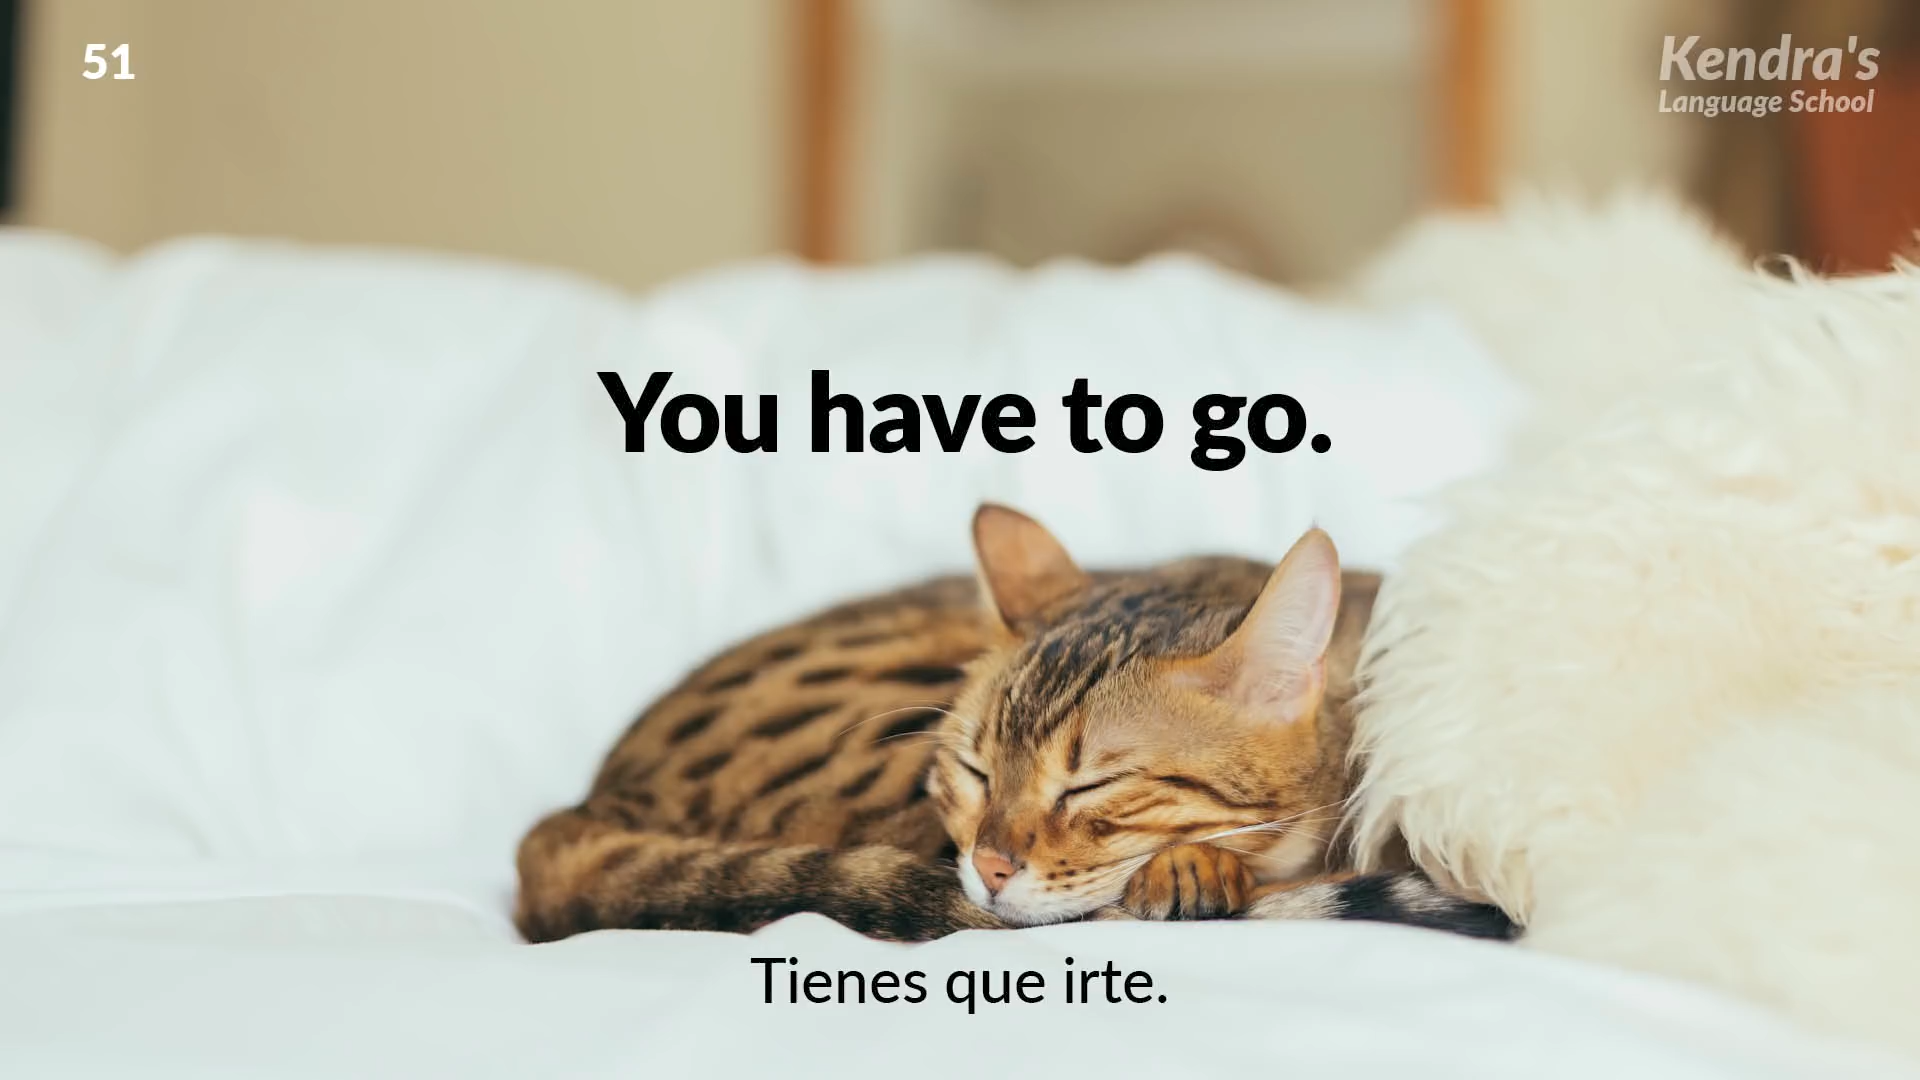 51
Kendra's
Language School
You have to go.
Tienes que irte.